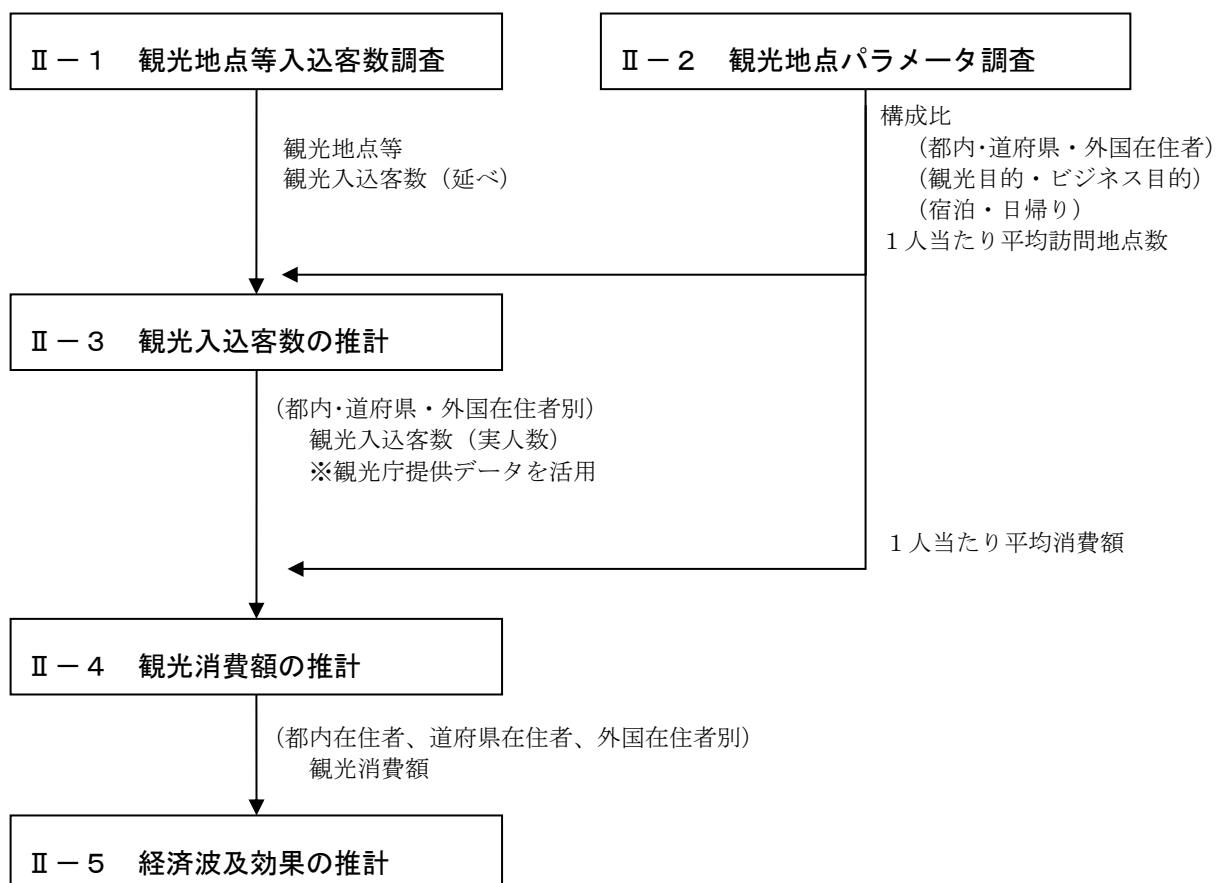 Ⅱ－１　観光地点等入込客数調査
Ⅱ－２　観光地点パラメータ調査
観光地点等
観光入込客数（延べ）
構成比
（都内･道府県・外国在住者）
（観光目的・ビジネス目的）
（宿泊・日帰り）
１人当たり平均訪問地点数
Ⅱ－３　観光入込客数の推計
（都内･道府県・外国在住者別）
観光入込客数（実人数）
※観光庁提供データを活用
１人当たり平均消費額
Ⅱ－４　観光消費額の推計
（都内在住者、道府県在住者、外国在住者別）
観光消費額
Ⅱ－５　経済波及効果の推計